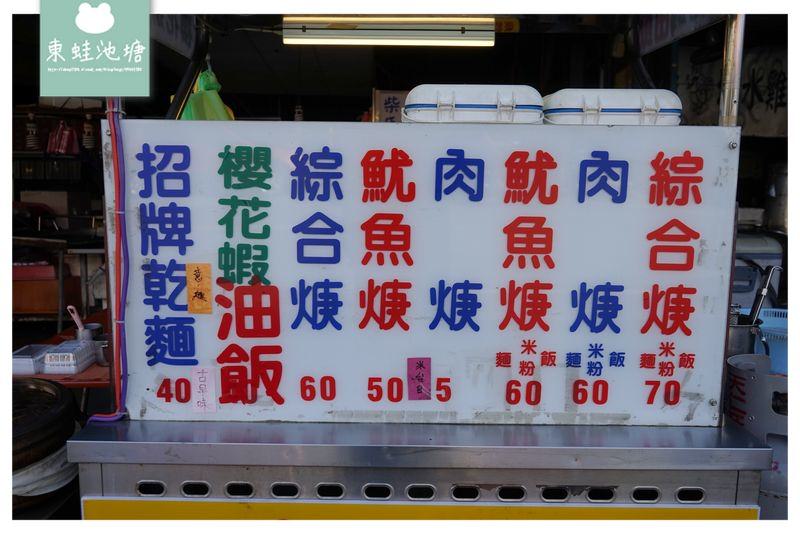 東蛙池塘
綜合焿
麵 米粉 飯
70
肉焿
麵 米粉 飯
60
魷魚焿
麵 米粉 飯
60
肉焿
5
魷魚焿
50
綜合焿
60
櫻花蝦油飯
招牌乾麵
40
水雞